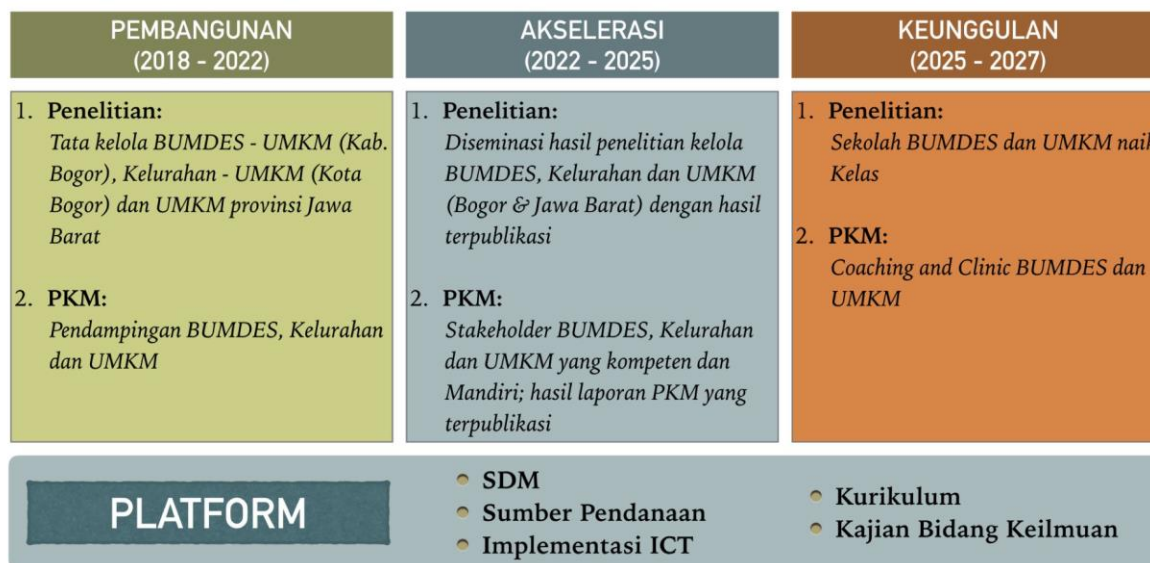 PEMBANGUNAN
(2018 - 2022)
1. Penelitian:
Tata kelola BUMDES - UMKM (Kab.
Bogor), Kelurahan - UMKM (Kota
Bogor) dan UMKM provinsi Jawa
Barat
2. PKM:
Pendampingan BUMDES, Kelurahan
dan UMKM
AKSELERASI
(2022 - 2025)
1. Penelitian:
Diseminasi hasil penelitian kelola
BUMDES, Kelurahan dan UMKM
(Bogor & Jawa Barat) dengan hasil
terpublikasi
2. PKM:
Stakeholder BUMDES, Kelurahan
dan UMKM yang kompeten dan
Mandiri; hasil laporan PKM yang
terpublikasi
KEUNGGULAN
(2025 - 2027)
1. Penelitian:
Sekolah BUMDES dan UMKM naik
Kelas
2. PKM:
Coaching and Clinic BUMDES dan
UMKM
PLATFORM
• SDM
• Sumber Pendanaan
• Implementasi ICT
• Kurikulum
• Kajian Bidang Keilmuan